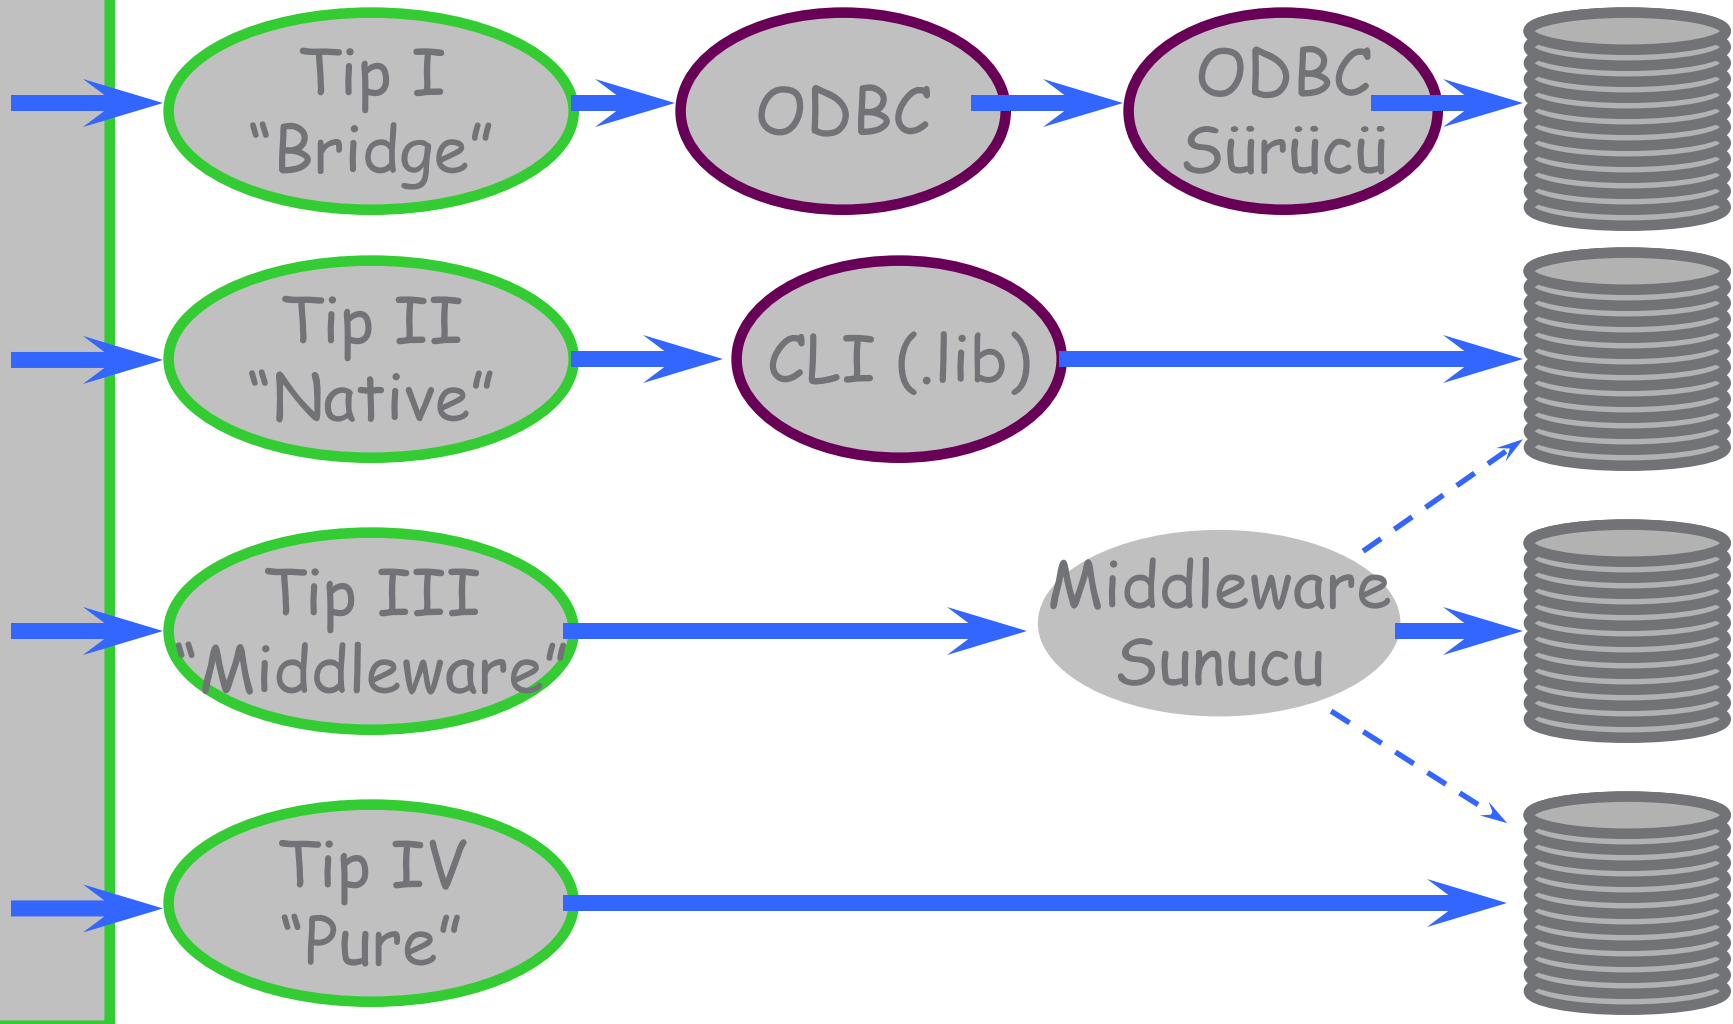 Tip I
“Bridge”
ODBC
ODBC
Sürücü
Tip II
“Native”
CLI (.lib)
Tip III
“Middleware”
Middleware
Sunucu
Tip IV
“Pure”